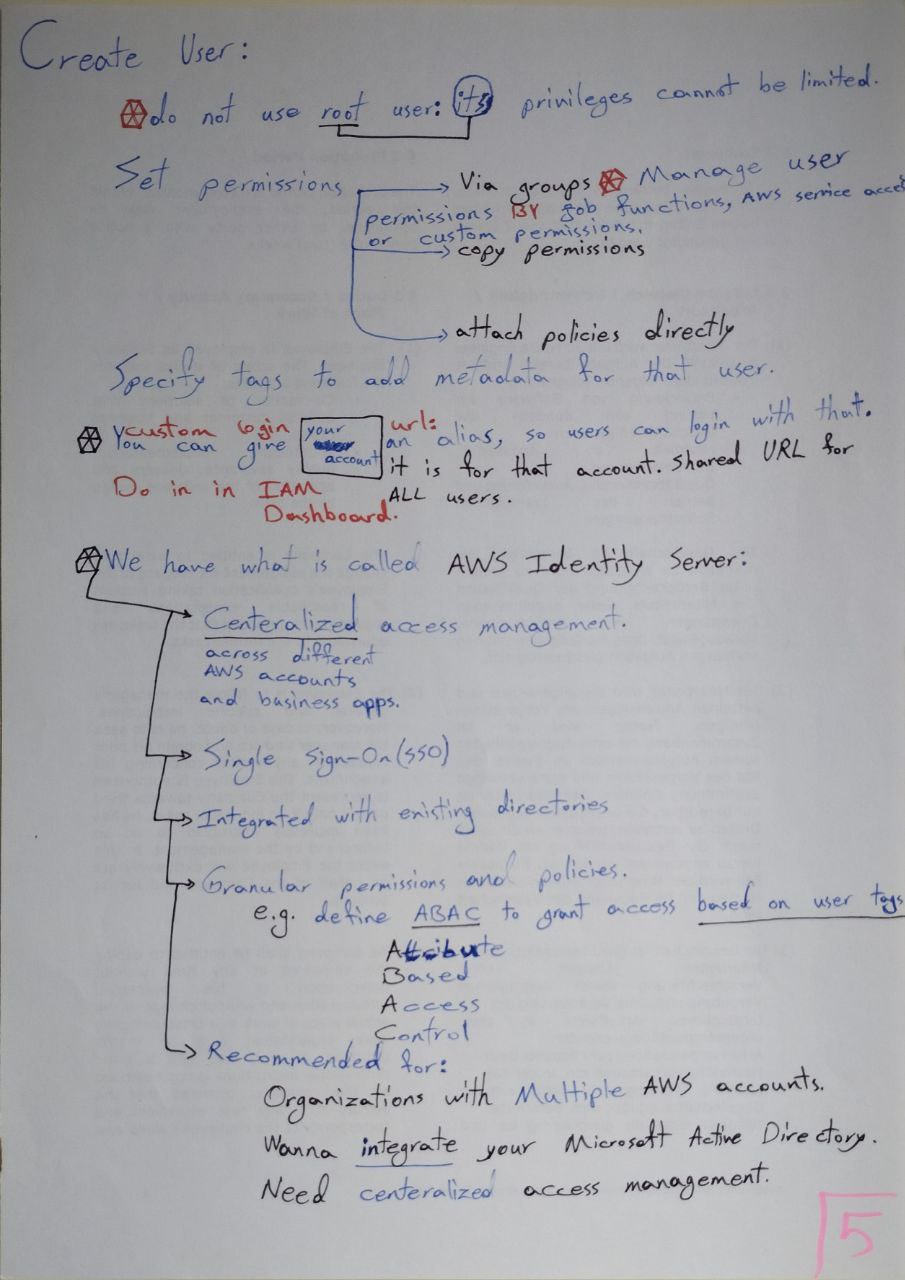 Create User:
do not use root user: its privileges cannot be limited.
Set permissions
Via groups Manage user
permissions BY job functions, AWS service acce
or custom permissions.
copy permissions
attach policies directly
Specify tags to add metadata for that user.
custom login url:
You can give your account an alias, so users can login with that.
it is for that account. Shared URL for
ALL users.
Do in in IAM
Dashboard.
We have what is called AWS Identity Server:
Centeralized access management.
across different
AWS accounts
and business apps.
Single Sign-On (SSO)
Integrated with existing directories
Granular permissions and policies.
e.g. define ABAC to grant access based on user tags
Attribute
Based
Access
Control
Recommended for:
Organizations with Multiple AWS accounts.
Wanna integrate your Microsoft Active Directory.
Need centeralized access management.
5